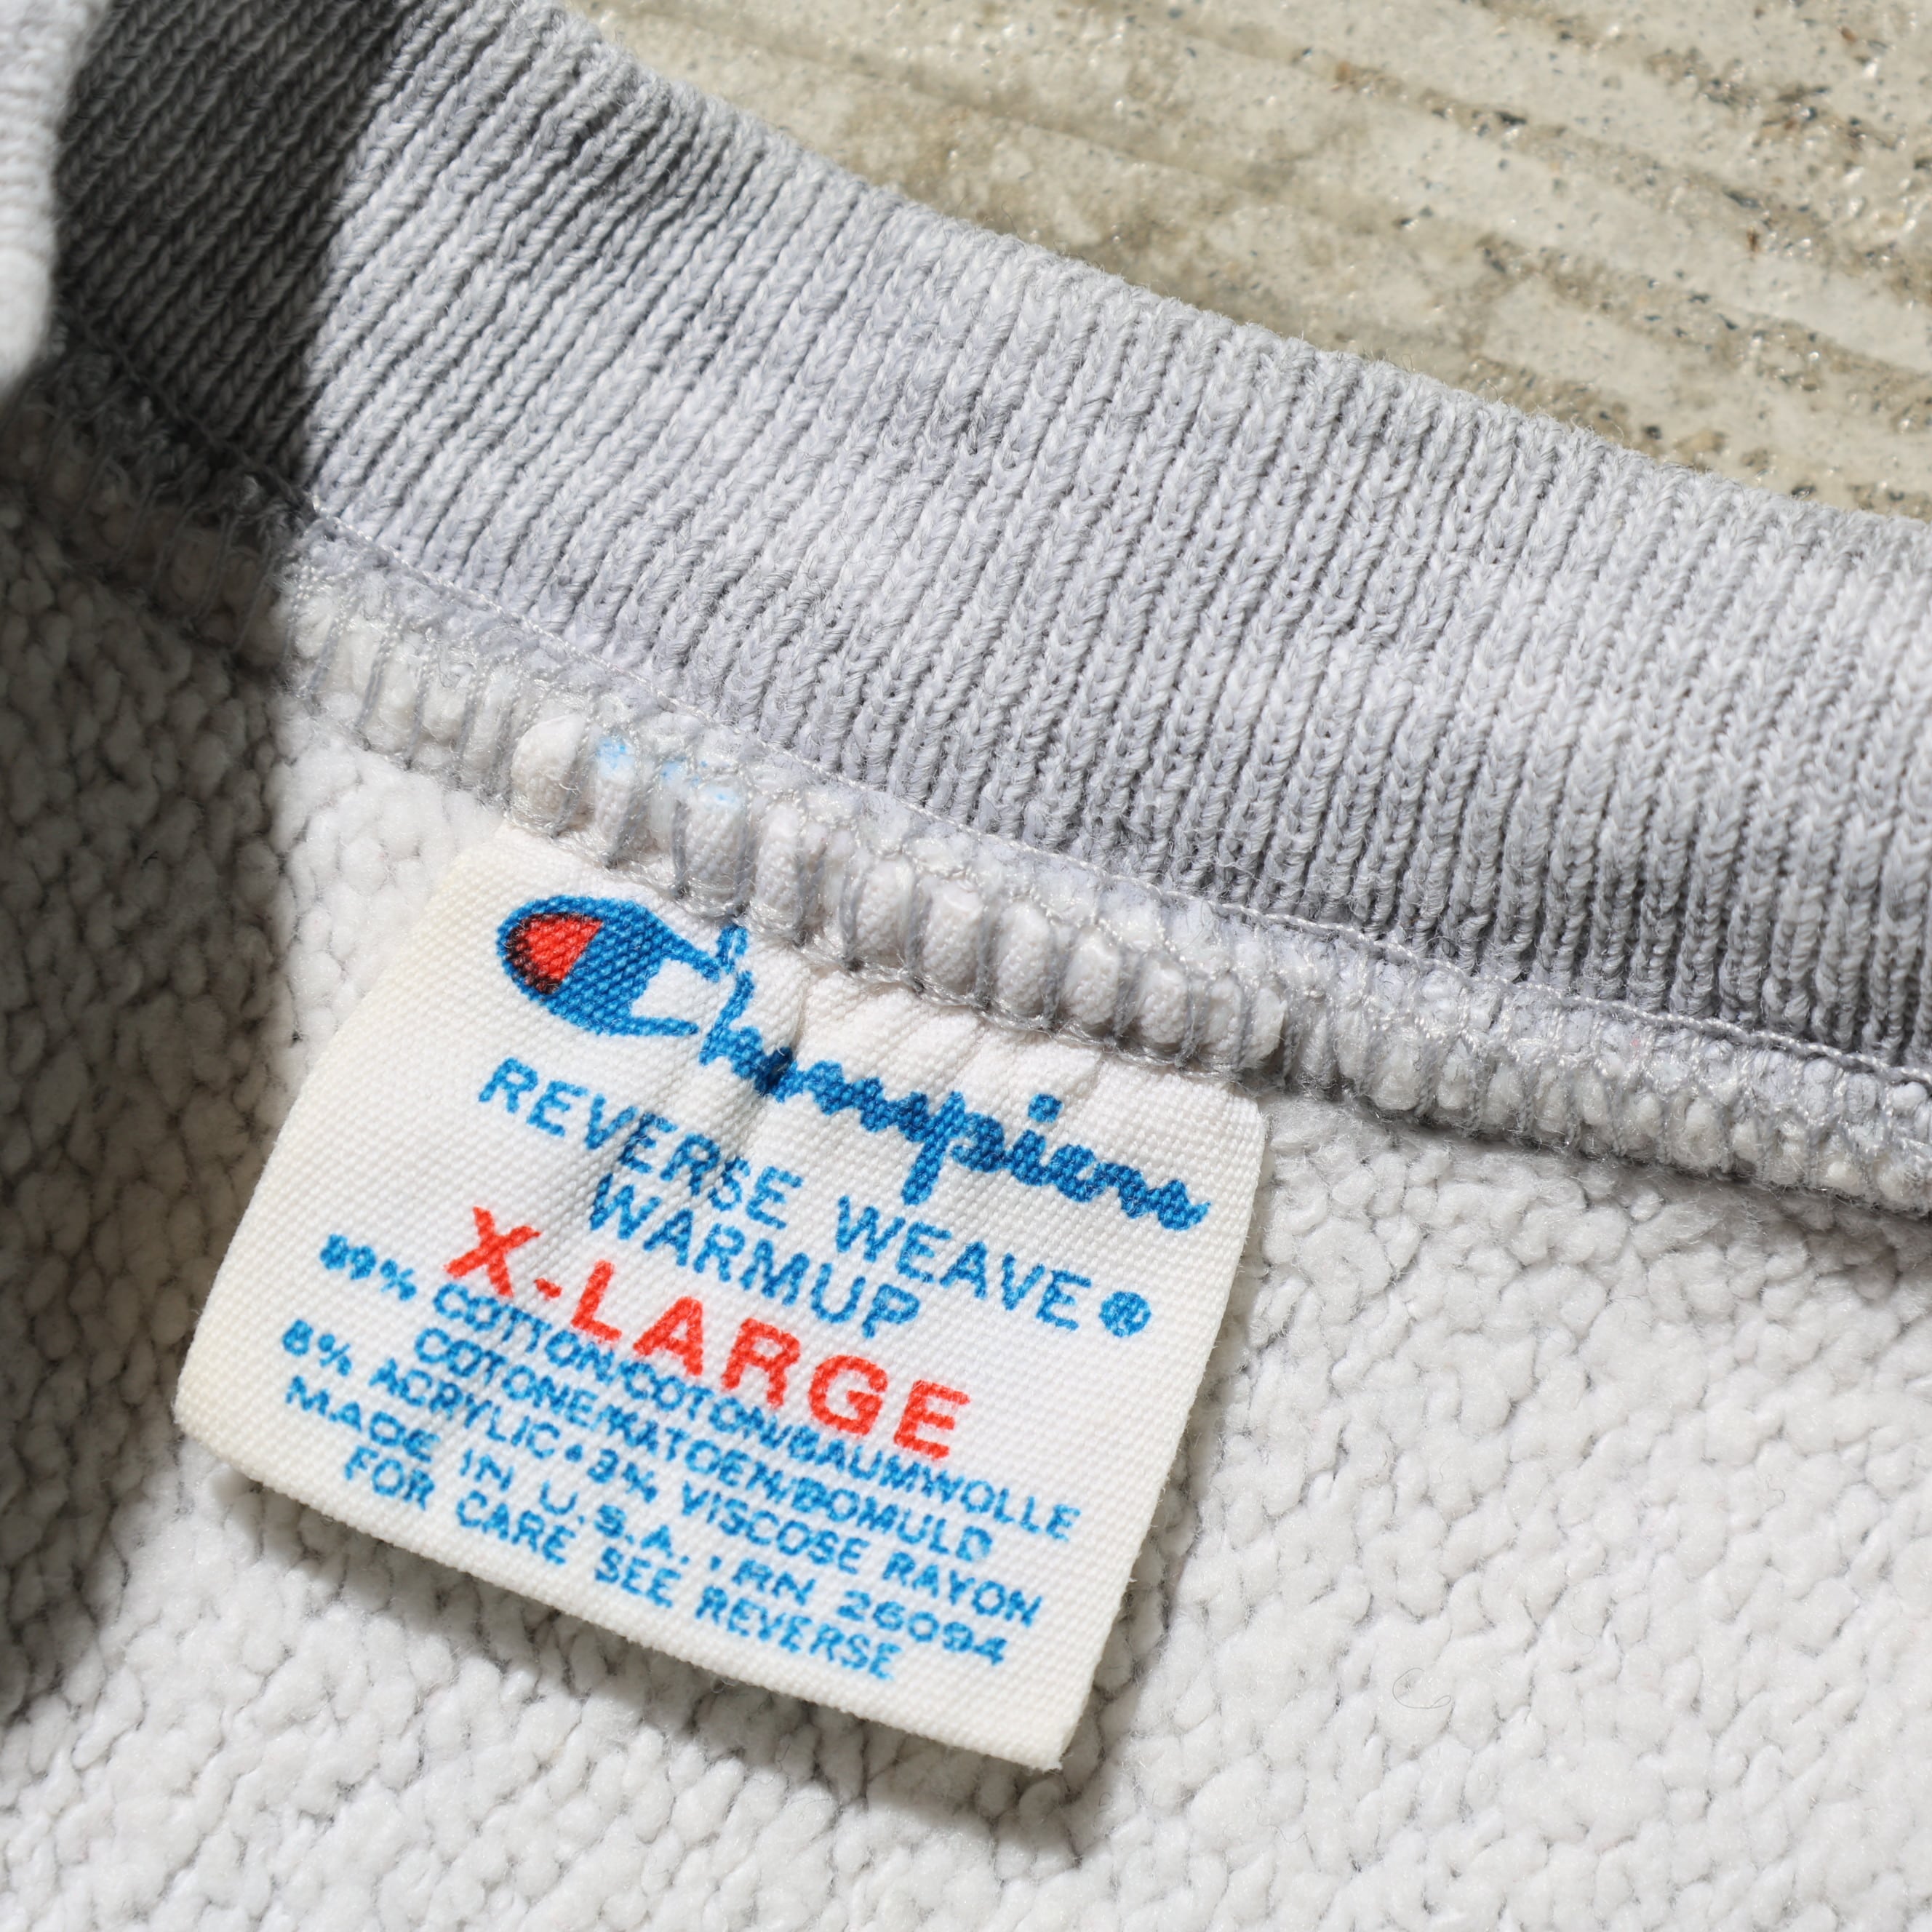 Champion
REVERSE WEAVE®
WARMUP
X-LARGE
89% COTTON/COTON/BAUMWOLLE
COTONE/KATOEN/BOMULD
8% ACRYLIC•3% VISCOSE RAYON
MADE IN U.S.A. • RN 26094
FOR CARE SEE REVERSE